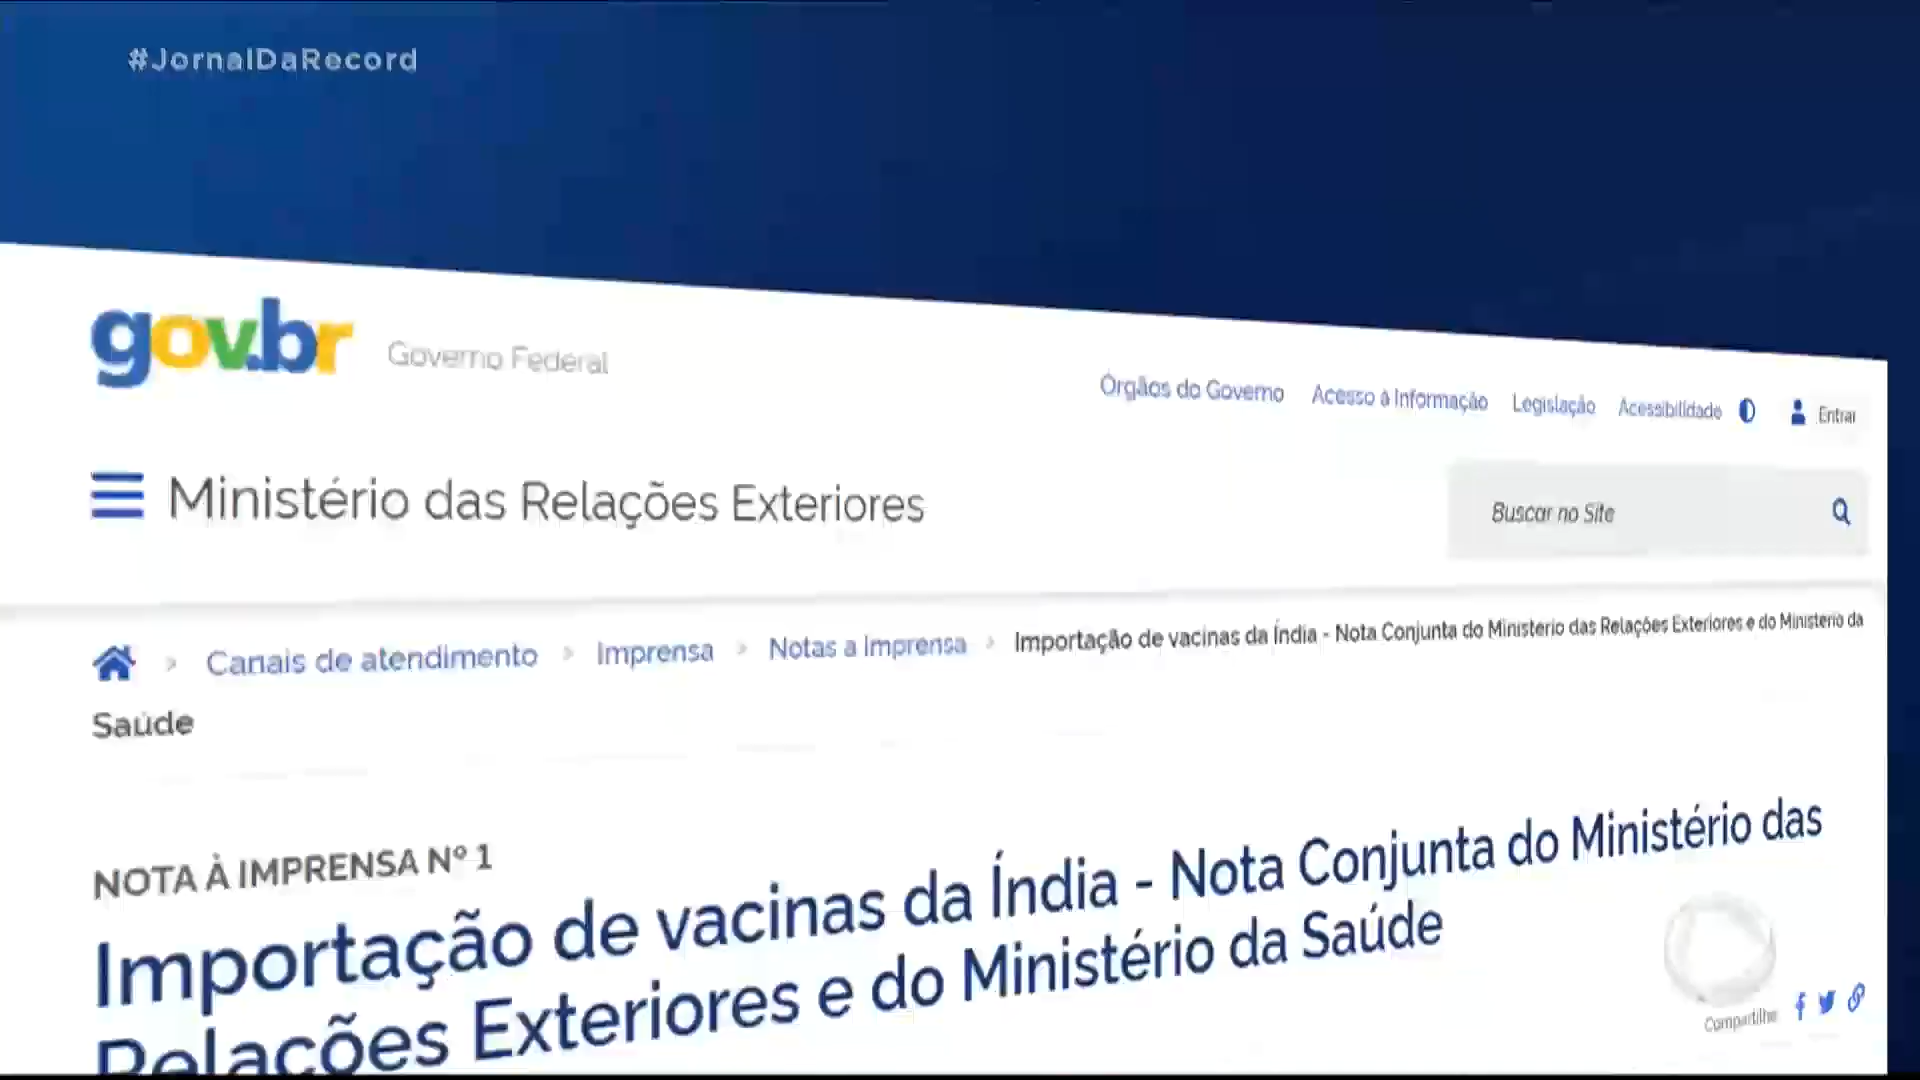 #JornalDaRecord
gov.br
Governo Federal
Órgãos do Governo Acesso à Informação Legislação Acessibilidade Entrar
Ministério das Relações Exteriores
Buscar no Site
Canais de atendimento > Imprensa > Notas a Imprensa > Importação de vacinas da Índia - Nota Conjunta do Ministerio das Relações Exteriores e do Ministerio da
Saúde
NOTA À IMPRENSA Nº 1
Importação de vacinas da Índia - Nota Conjunta do Ministério das
Relações Exteriores e do Ministério da Saúde
Compartilhe